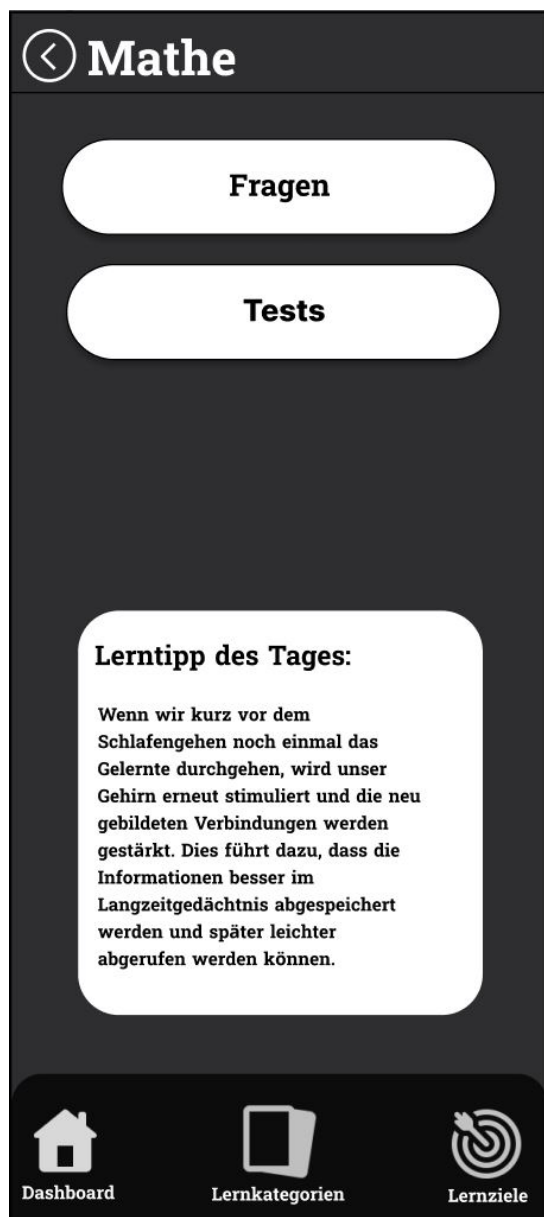 Mathe
Fragen
Tests
Lerntipp des Tages:
Wenn wir kurz vor dem
Schlafengehen noch einmal das
Gelernte durchgehen, wird unser
Gehirn erneut stimuliert und die neu
gebildeten Verbindungen werden
gestärkt. Dies führt dazu, dass die
Informationen besser im
Langzeitgedächtnis abgespeichert
werden und später leichter
abgerufen werden können.
Dashboard
Lernkategorien
Lernziele